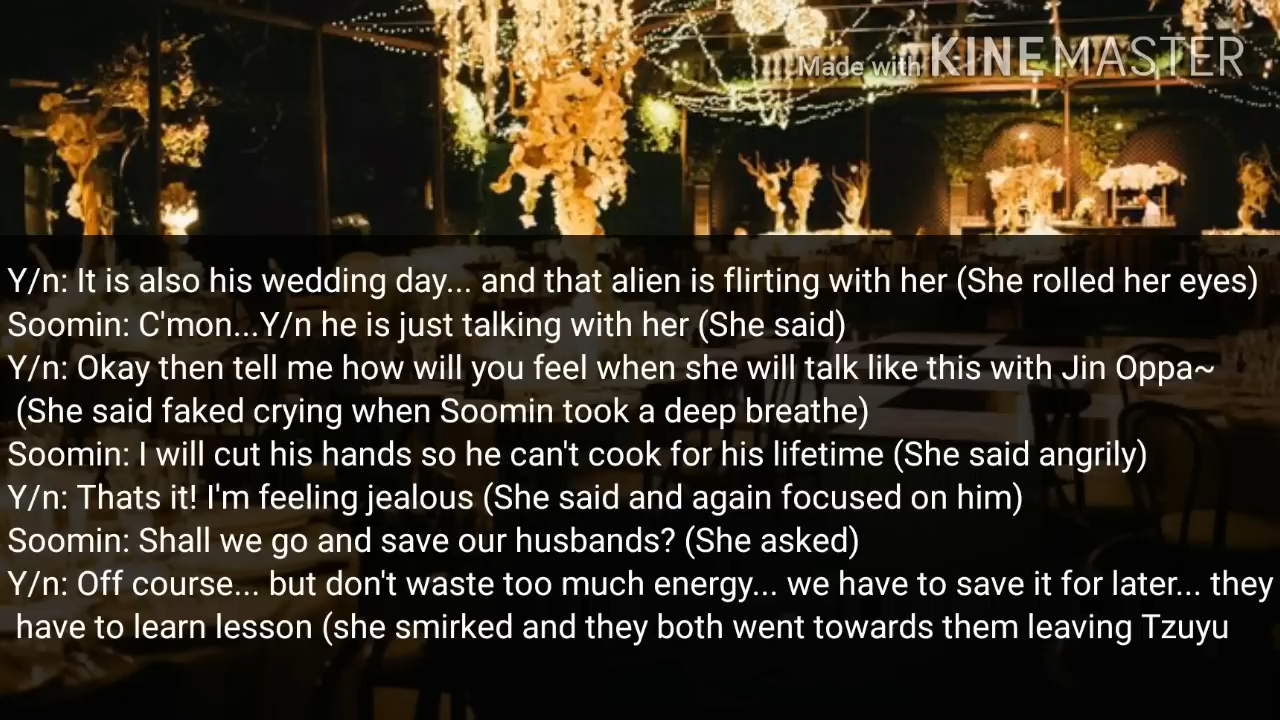 Made with KINEMASTER
Y/n: It is also his wedding day... and that alien is flirting with her (She rolled her eyes)
Soomin: C'mon...Y/n he is just talking with her (She said)
Y/n: Okay then tell me how will you feel when she will talk like this with Jin Oppa~
(She said faked crying when Soomin took a deep breathe)
Soomin: I will cut his hands so he can't cook for his lifetime (She said angrily)
Y/n: Thats it! I'm feeling jealous (She said and again focused on him)
Soomin: Shall we go and save our husbands? (She asked)
Y/n: Off course... but don't waste too much energy... we have to save it for later... they
have to learn lesson (she smirked and they both went towards them leaving Tzuyu